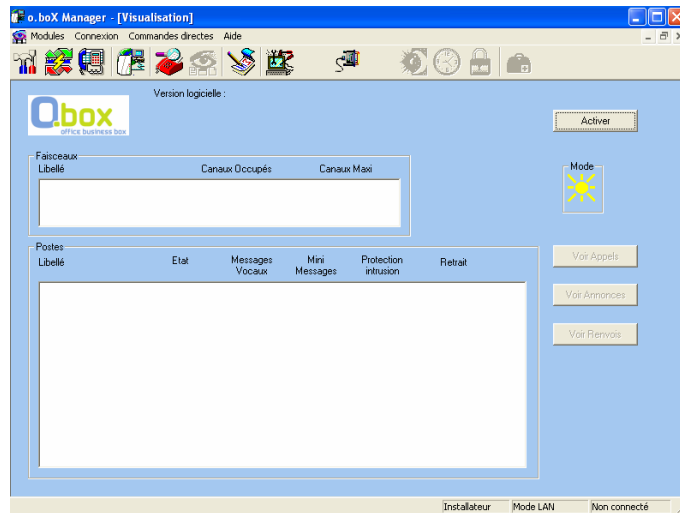 o.boX Manager - [Visualisation]
Modules Connexion Commandes directes Aide
O.box
office business box
Version logicielle :
Activer
Faisceaux
Libellé Canaux Occupés Canaux Maxi
Mode
Postes
Libellé Etat Messages Vocaux Mini Messages Protection intrusion Retrait
Voir Appels
Voir Annonces
Voir Renvois
Installateur Mode LAN Non connecté